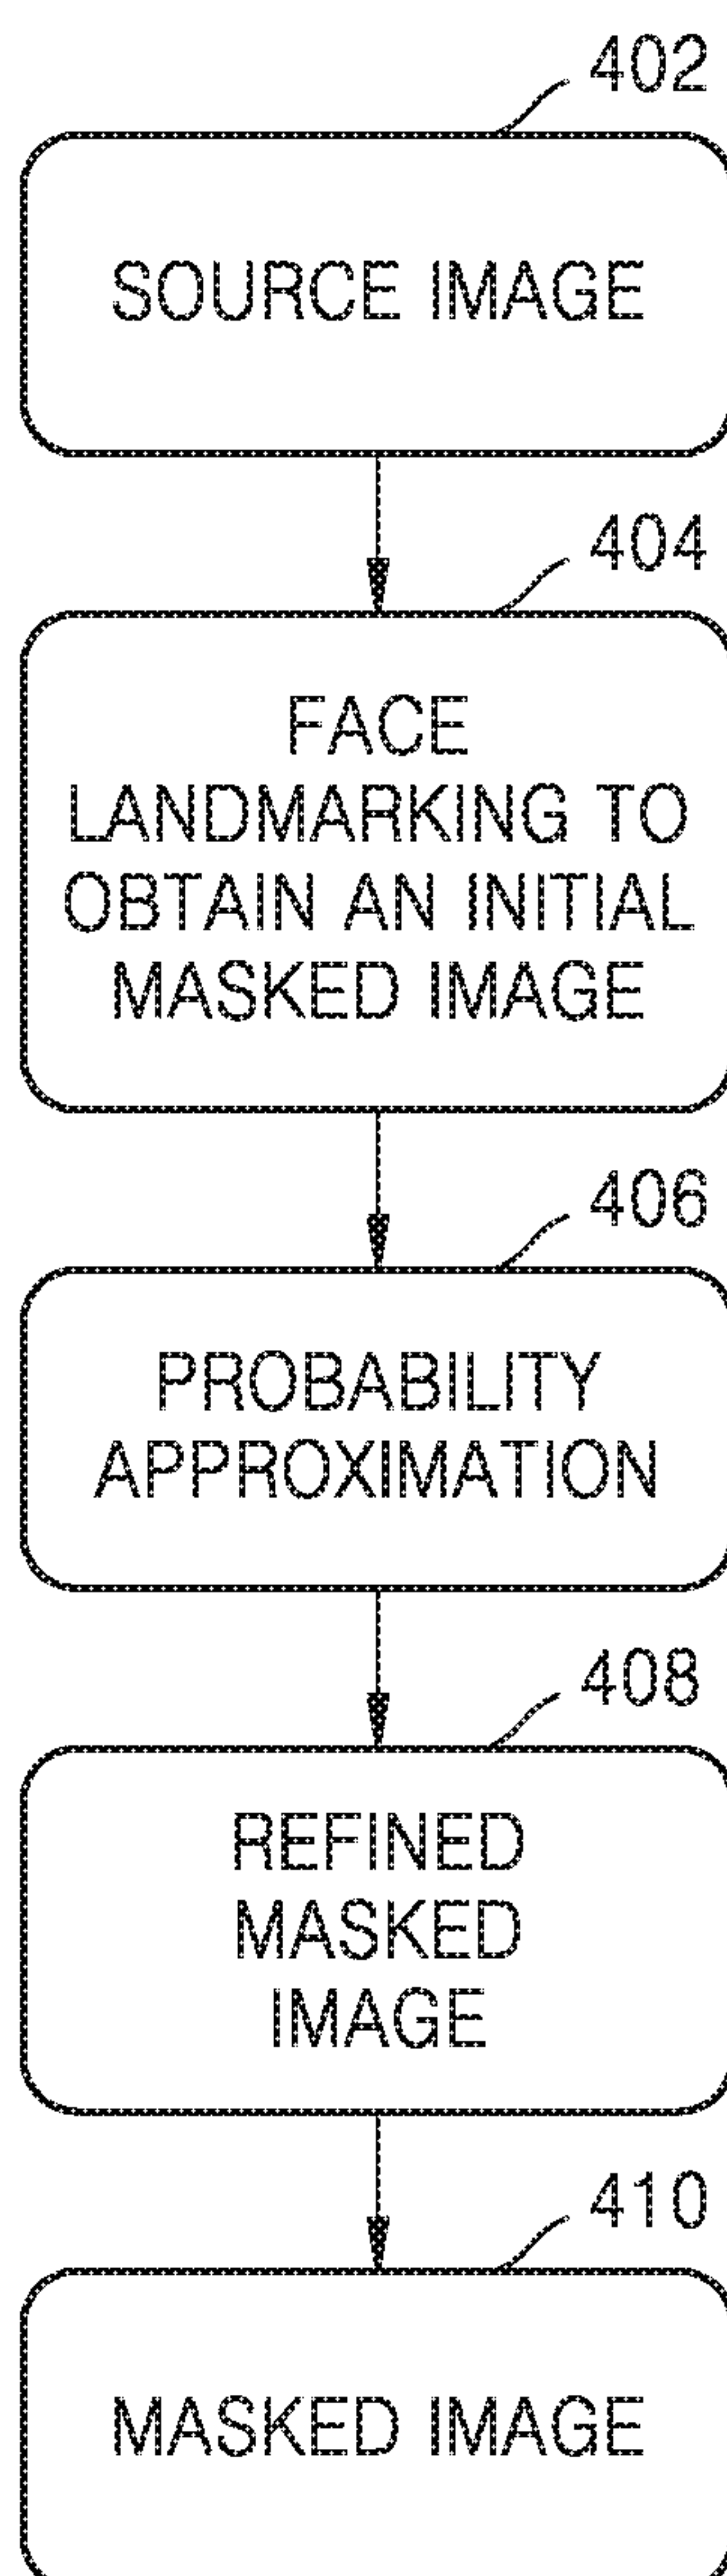 402
SOURCE IMAGE
404
FACE
LANDMARKING TO
OBTAIN AN INITIAL
MASKED IMAGE
406
PROBABILITY
APPROXIMATION
408
REFINED
MASKED
IMAGE
410
MASKED IMAGE